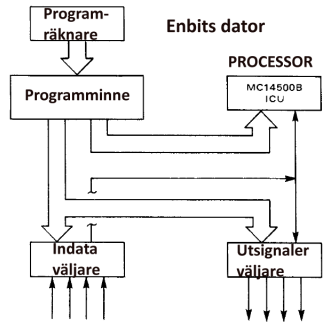 Program-
räknare
Enbits dator
PROCESSOR
MC14500B
ICU
Programminne
Indata
väljare
Utsignaler
väljare